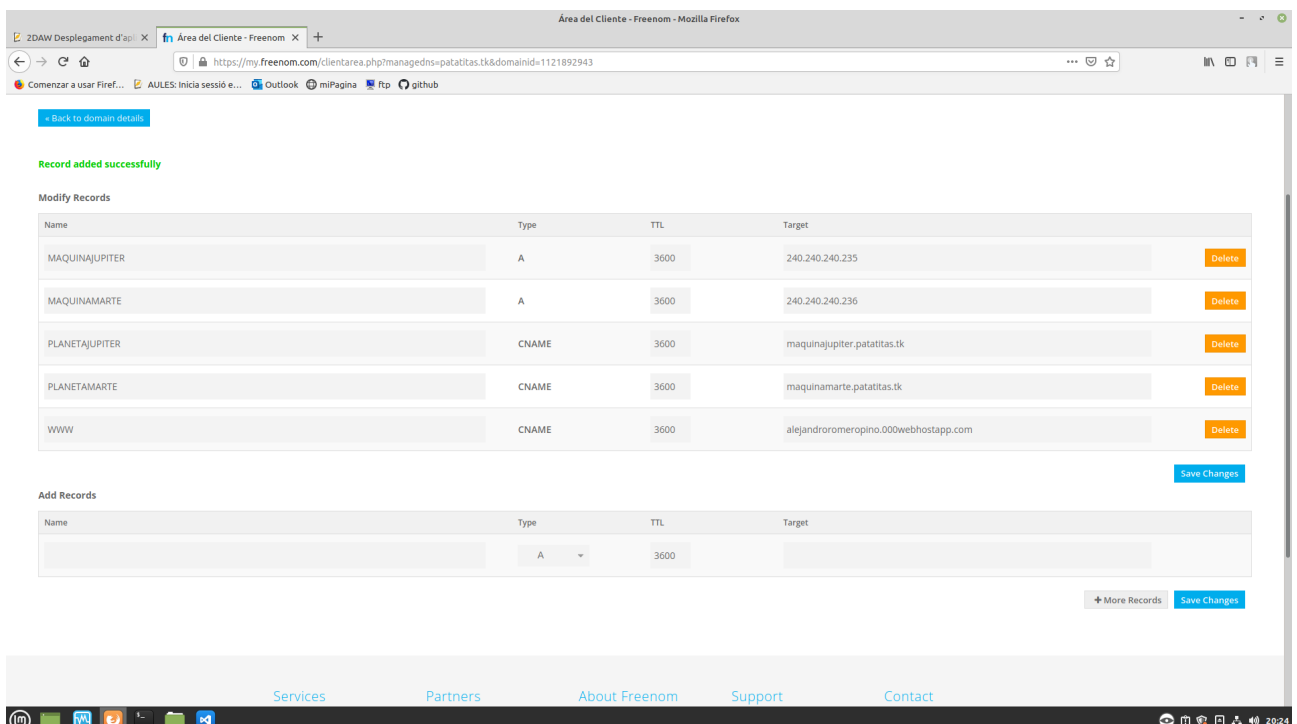 Área del Cliente - Freenom - Mozilla Firefox
2DAW Desplegament d'apli
fn Área del Cliente - Freenom
https://my.freenom.com/clientarea.php?managedns=patatitas.tk&domainid=1121892943
Comenzar a usar Firef... AULES: Inicia sessió e... Outlook miPagina ftp github
« Back to domain details
Record added successfully
Modify Records
Name Type TTL Target
MAQUINAJUPITER A 3600 240.240.240.235 Delete
MAQUINAMARTE A 3600 240.240.240.236 Delete
PLANETAJUPITER CNAME 3600 maquinajupiter.patatitas.tk Delete
PLANETAMARTE CNAME 3600 maquinamarte.patatitas.tk Delete
WWW CNAME 3600 alejandroromeropino.000webhostapp.com Delete
Save Changes
Add Records
Name Type TTL Target
A 3600
+ More Records Save Changes
Services Partners About Freenom Support Contact
20:24